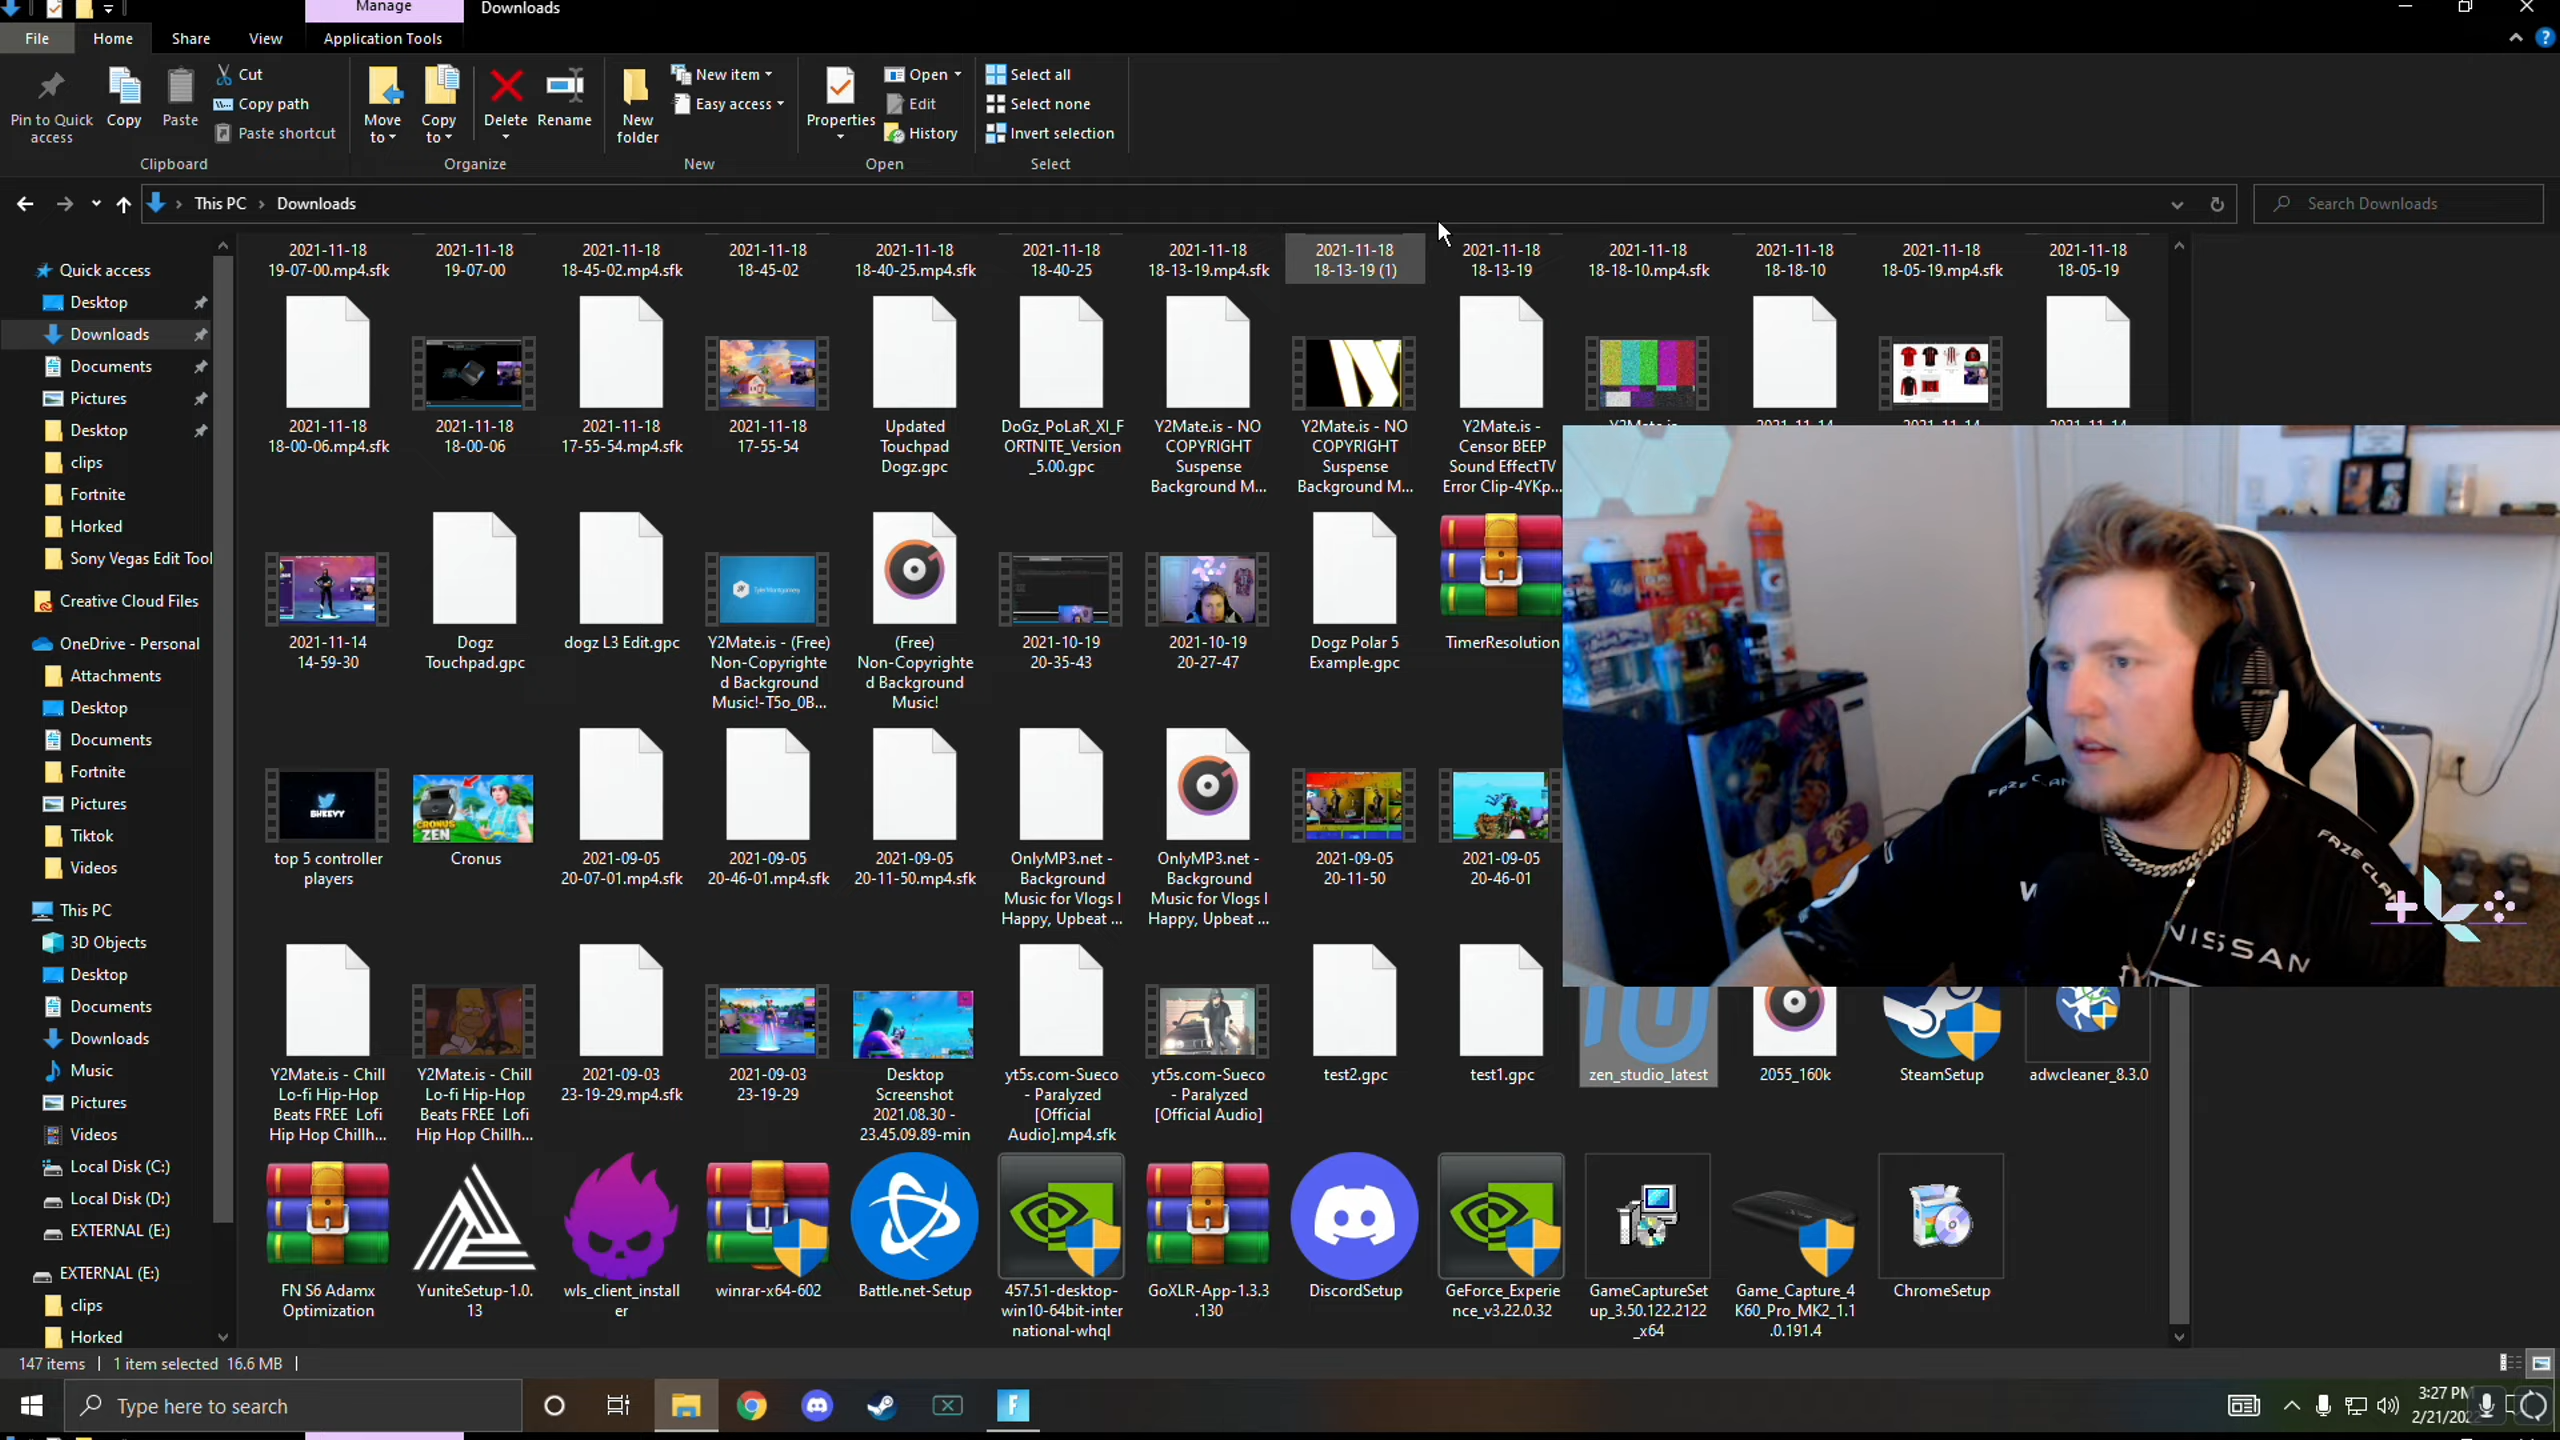 Manage
Downloads
File
Home
Share
View
Application Tools
Pin to Quick access
Copy
Paste
Cut
Copy path
Paste shortcut
Clipboard
Move to
Copy to
Delete
Rename
Organize
New folder
New item
Easy access
New
Properties
Open
Edit
History
Open
Select all
Select none
Invert selection
Select
This PC > Downloads
Search Downloads
Quick access
Desktop
Downloads
Documents
Pictures
Desktop
clips
Fortnite
Horked
Sony Vegas Edit Tool
Creative Cloud Files
OneDrive - Personal
Attachments
Desktop
Documents
Fortnite
Pictures
Tiktok
Videos
This PC
3D Objects
Desktop
Documents
Downloads
Music
Pictures
Videos
Local Disk (C:)
Local Disk (D:)
EXTERNAL (E:)
EXTERNAL (E:)
clips
Horked
2021-11-18 19-07-00.mp4.sfk
2021-11-18 19-07-00
2021-11-18 18-45-02.mp4.sfk
2021-11-18 18-45-02
2021-11-18 18-40-25.mp4.sfk
2021-11-18 18-40-25
2021-11-18 18-13-19.mp4.sfk
2021-11-18 18-13-19 (1)
2021-11-18 18-13-19
2021-11-18 18-18-10.mp4.sfk
2021-11-18 18-18-10
2021-11-18 18-05-19.mp4.sfk
2021-11-18 18-05-19
2021-11-18 18-00-06.mp4.sfk
2021-11-18 18-00-06
2021-11-18 17-55-54.mp4.sfk
2021-11-18 17-55-54
Updated Touchpad Dogz.gpc
DoGz_PoLaR_XI_FORTNITE_Version_5.00.gpc
Y2Mate.is - NO COPYRIGHT Suspense Background M...
Y2Mate.is - NO COPYRIGHT Suspense Background M...
Y2Mate.is - Censor BEEP Sound EffectTV Error Clip-4YKp...
2021-11-14 14-59-30
Dogz Touchpad.gpc
dogz L3 Edit.gpc
Y2Mate.is - (Free) Non-Copyrighted Background Music!-T5o_0B...
(Free) Non-Copyrighted Background Music!
2021-10-19 20-35-43
2021-10-19 20-27-47
Dogz Polar 5 Example.gpc
TimerResolution
BHEEVY
top 5 controller players
CRONUS ZEN
Cronus
2021-09-05 20-07-01.mp4.sfk
2021-09-05 20-46-01.mp4.sfk
2021-09-05 20-11-50.mp4.sfk
OnlyMP3.net - Background Music for Vlogs I Happy, Upbeat ...
OnlyMP3.net - Background Music for Vlogs I Happy, Upbeat ...
2021-09-05 20-11-50
2021-09-05 20-46-01
FAZE CLAN
FAZE CLA
NISSAN
Y2Mate.is - Chill Lo-fi Hip-Hop Beats FREE Lofi Hip Hop Chillh...
Y2Mate.is - Chill Lo-fi Hip-Hop Beats FREE Lofi Hip Hop Chillh...
2021-09-03 23-19-29.mp4.sfk
2021-09-03 23-19-29
Desktop Screenshot 2021.08.30 - 23.45.09.89-min
yt5s.com-Sueco - Paralyzed [Official Audio].mp4.sfk
yt5s.com-Sueco - Paralyzed [Official Audio]
test2.gpc
test1.gpc
zen_studio_latest
2055_160k
SteamSetup
adwcleaner_8.3.0
FN S6 Adamx Optimization
YuniteSetup-1.0.13
wls_client_installer
winrar-x64-602
Battle.net-Setup
457.51-desktop-win10-64bit-international-whql
GoXLR-App-1.3.3.130
DiscordSetup
GeForce_Experience_v3.22.0.32
GameCaptureSetup_3.50.122.2122_x64
Game_Capture_4K60_Pro_MK2_1.1.0.191.4
ChromeSetup
147 items
1 item selected 16.6 MB
Type here to search
3:27 PM
2/21/202